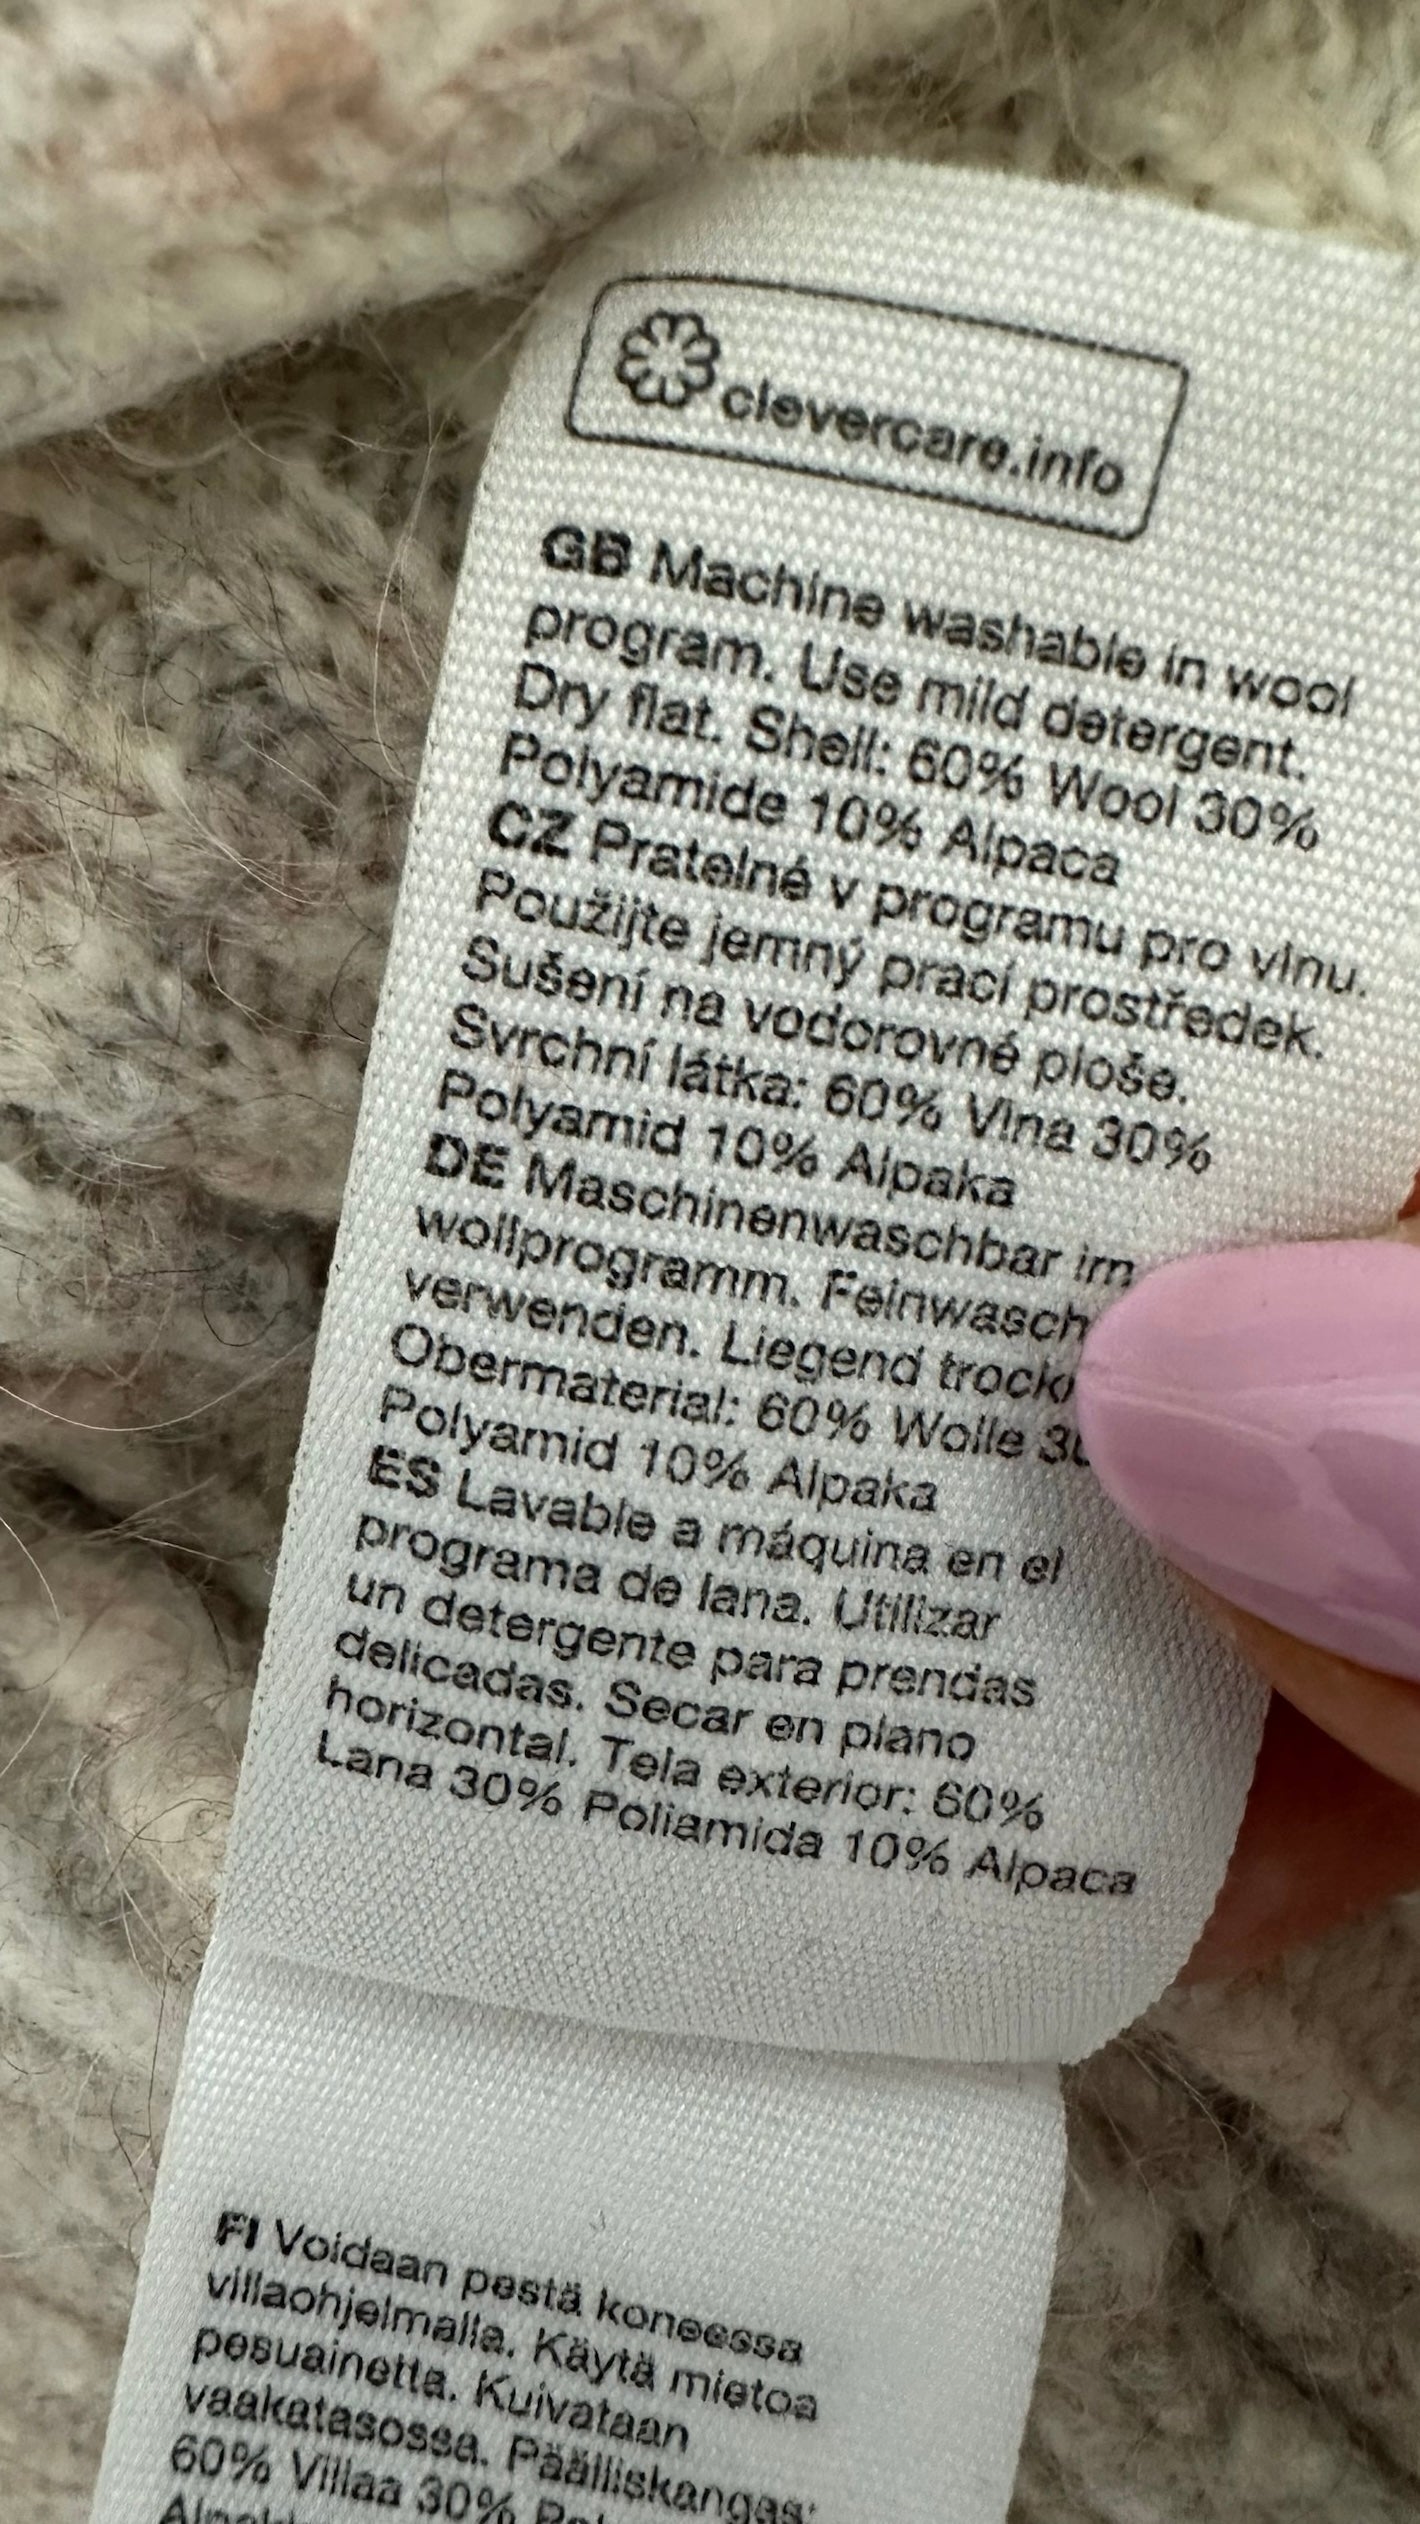 clevercare.info
GB Machine washable in wool
program. Use mild detergent.
Dry flat. Shell: 60% Wool 30%
Polyamide 10% Alpaca
CZ Pratelné v programu pro vlnu.
Použijte jemný prací prostředek.
Sušení na vodorovné ploše.
Svrchní látka: 60% Vlna 30%
Polyamid 10% Alpaka
DE Maschinenwaschbar im
wollprogramm.
verwenden. Liegend
Obermaterial: 60% Wolle
Polyamid 10% Alpaka
ES Lavable a máquina en el
programa de lana. Utilizar
un detergente para prendas
delicadas. Secar en plano
horizontal. Tela exterior: 60%
Lana 30% Poliamida 10% Alpaca
FI Voidaan pestä koneessa
villaohjelmalla. Käytä mietoa
pesuainetta. Kuivataan
vaakatasossa. Päälliskangas:
60% Villaa 30%